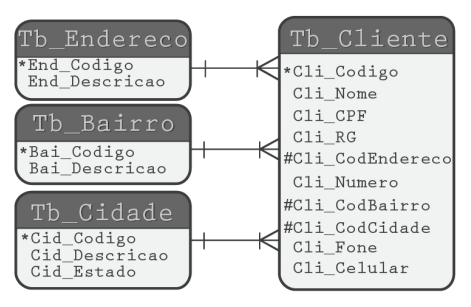 Tb_Endereco
*End_Codigo
End_Descricao
Tb_Bairro
*Bai_Codigo
Bai_Descricao
Tb_Cidade
*Cid_Codigo
Cid_Descricao
Cid_Estado
Tb_Cliente
*Cli_Codigo
Cli_Nome
Cli_CPF
Cli_RG
#Cli_CodEndereco
Cli_Numero
#Cli_CodBairro
#Cli_CodCidade
Cli_Fone
Cli_Celular